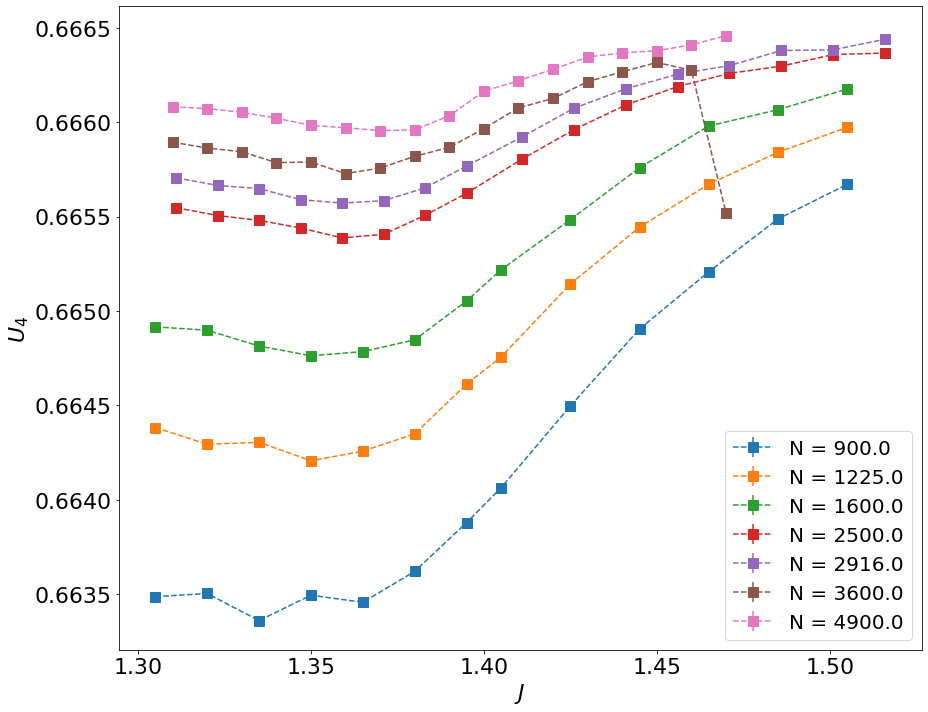 0.6665
0.6660
0.6655
0.6650
0.6645
0.6640
0.6635
U4
1.30
1.35
1.40
1.45
1.50
J
N = 900.0
N = 1225.0
N = 1600.0
N = 2500.0
N = 2916.0
N = 3600.0
N = 4900.0